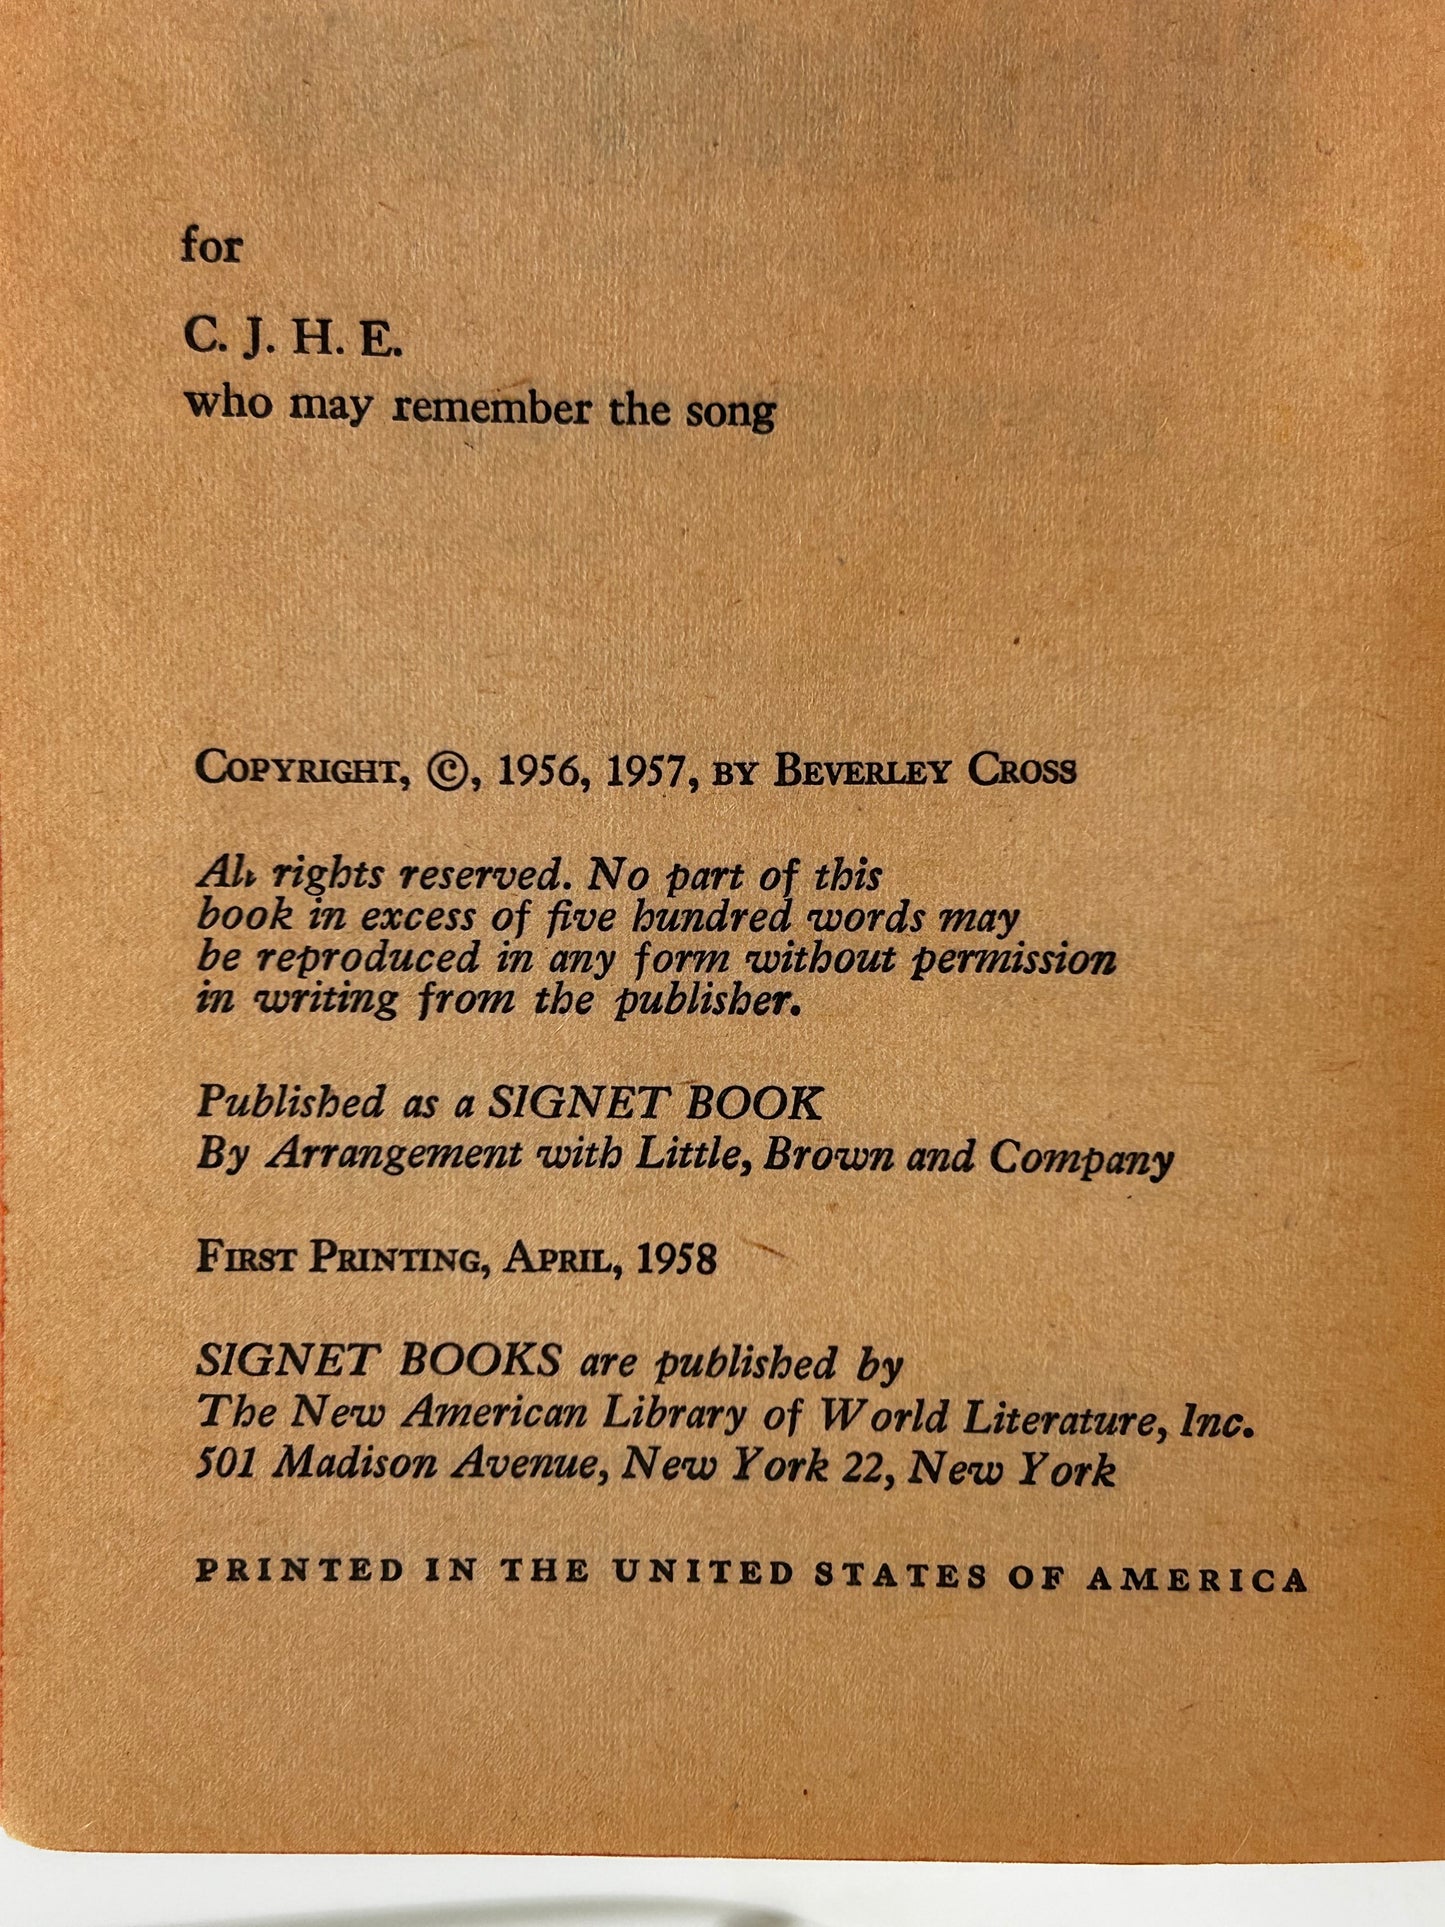 for
C. J. H. E.
who may remember the song
COPYRIGHT, ©, 1956, 1957, BY BEVERLEY CROSS
All rights reserved. No part of this
book in excess of five hundred words may
be reproduced in any form without permission
in writing from the publisher.
Published as a SIGNET BOOK
By Arrangement with Little, Brown and Company
FIRST PRINTING, APRIL, 1958
SIGNET BOOKS are published by
The New American Library of World Literature, Inc.
501 Madison Avenue, New York 22, New York
PRINTED IN THE UNITED STATES OF AMERICA